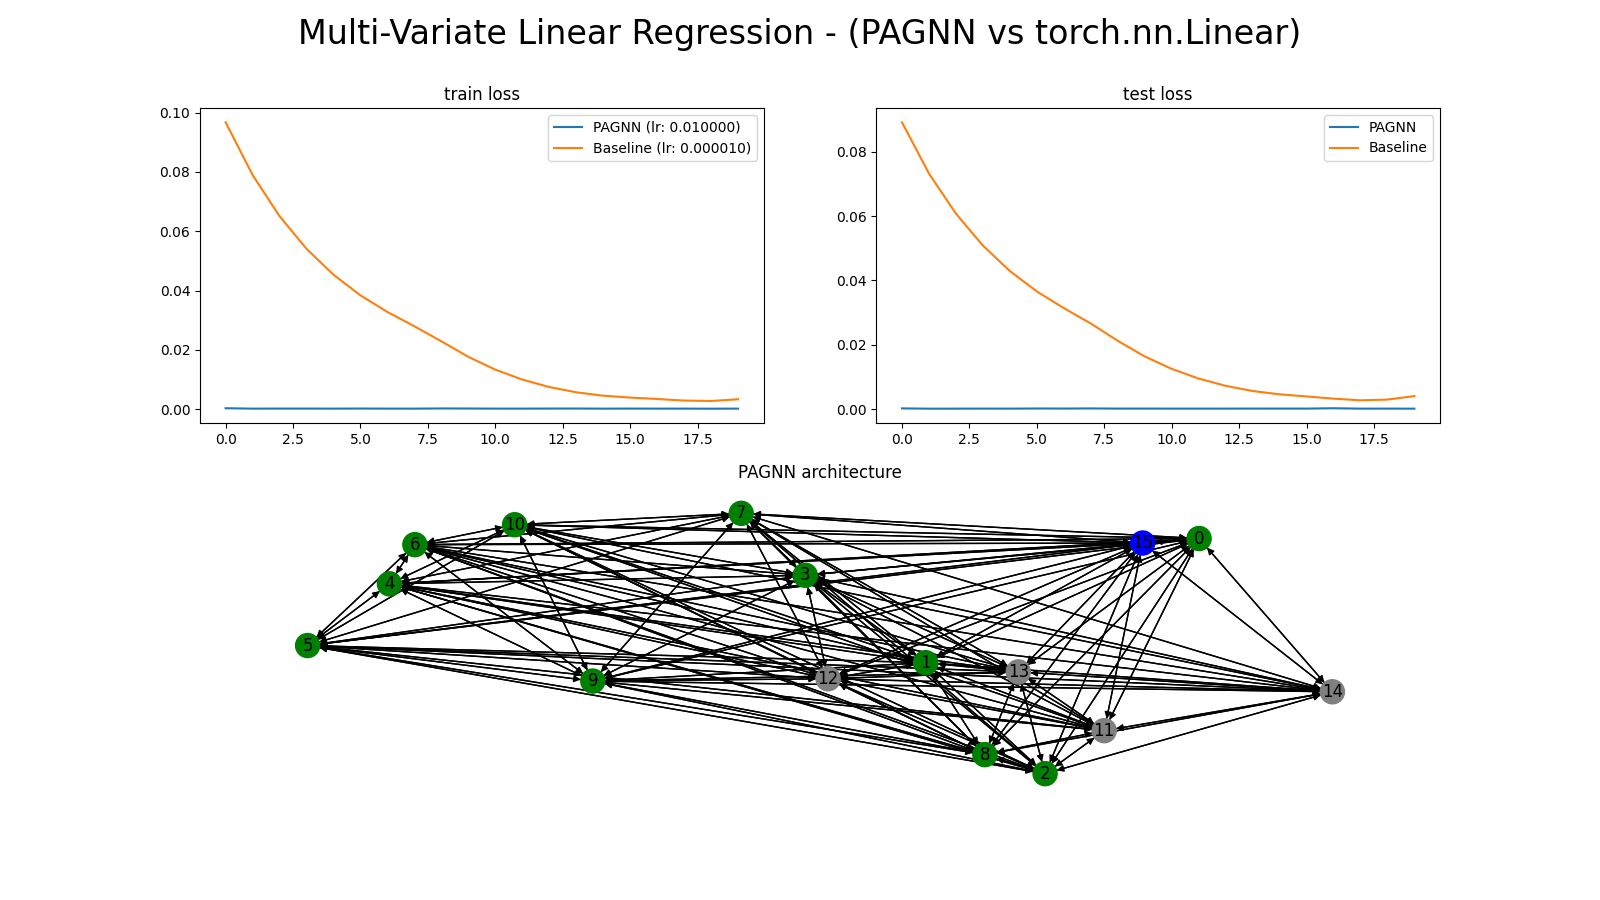 Multi-Variate Linear Regression - (PAGNN vs torch.nn.Linear)
train loss
0.10
0.08
0.06
0.04
0.02
0.00
0.0 2.5 5.0 7.5 10.0 12.5 15.0 17.5
PAGNN (lr: 0.010000)
Baseline (lr: 0.000010)
test loss
0.08
0.06
0.04
0.02
0.00
0.0 2.5 5.0 7.5 10.0 12.5 15.0 17.5
PAGNN
Baseline
PAGNN architecture
7
10
0
15
6
3
4
5
1
13
12
9
14
11
8
2